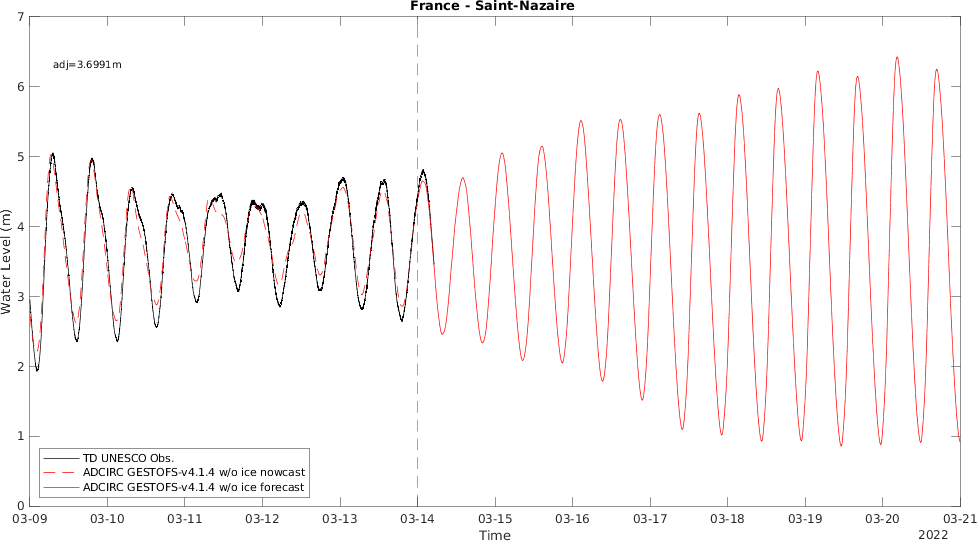 France - Saint-Nazaire
7
adj=3.6991m
6
5
4
3
2
1
0
Water Level (m)
TD UNESCO Obs.
ADCIRC GESTOFS-v4.1.4 w/o ice nowcast
ADCIRC GESTOFS-v4.1.4 w/o ice forecast
03-09 03-10 03-11 03-12 03-13 03-14 03-15 03-16 03-17 03-18 03-19 03-20 03-21
Time
2022